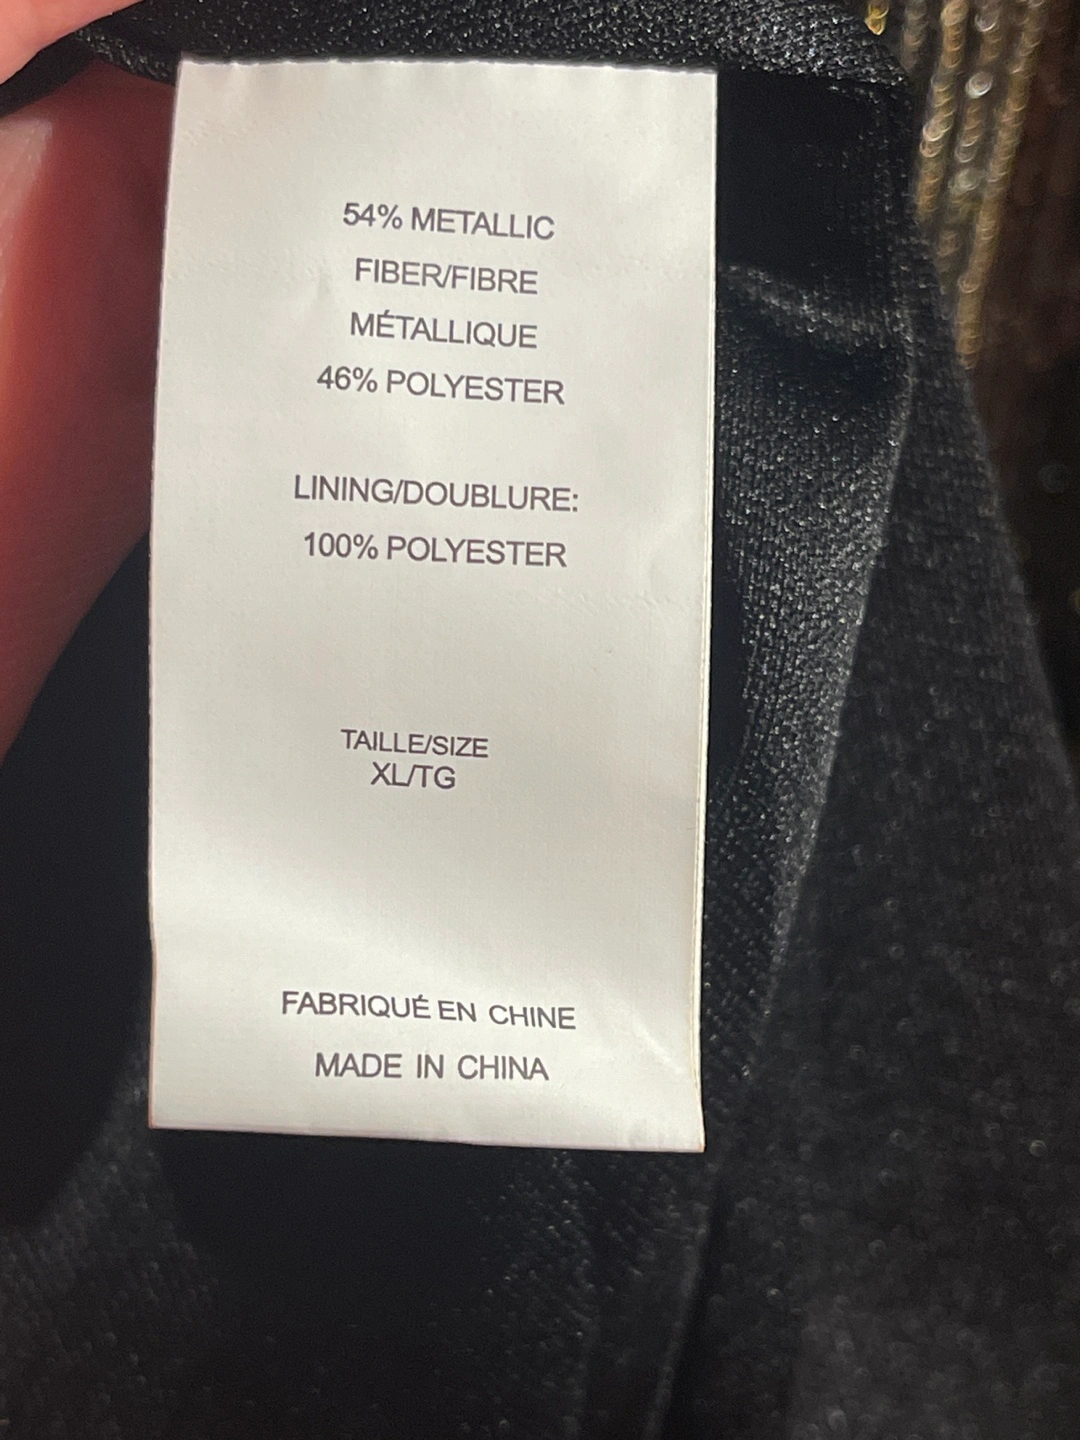 54% METALLIC
FIBER/FIBRE
MÉTALLIQUE
46% POLYESTER
LINING/DOUBLURE:
100% POLYESTER
TAILLE/SIZE
XL/TG
FABRIQUÉ EN CHINE
MADE IN CHINA